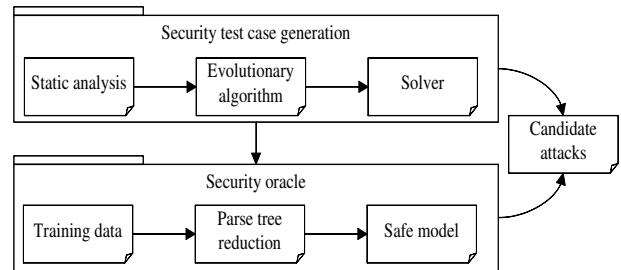 Security test case generation
Static analysis
Evolutionary
algorithm
Solver
Candidate
attacks
Security oracle
Training data
Parse tree
reduction
Safe model